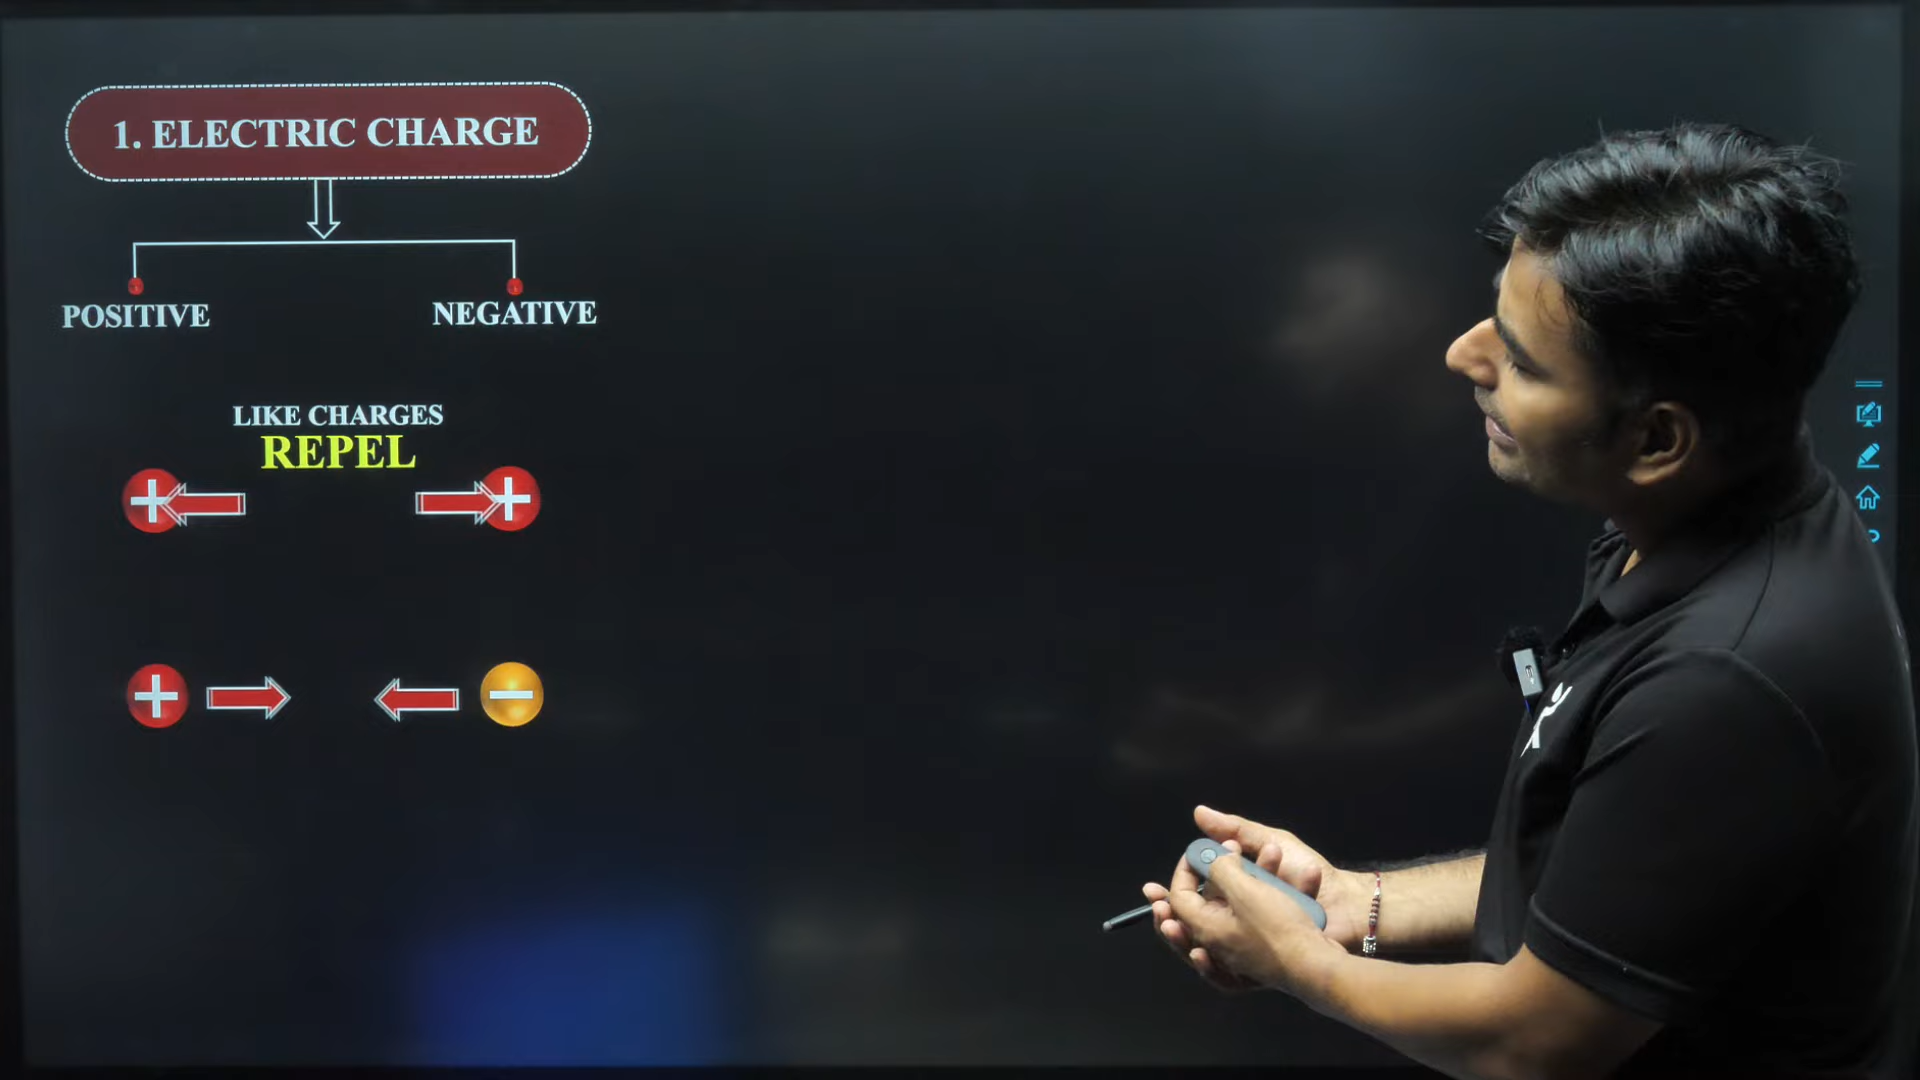 1. ELECTRIC CHARGE
POSITIVE
NEGATIVE
LIKE CHARGES
REPEL